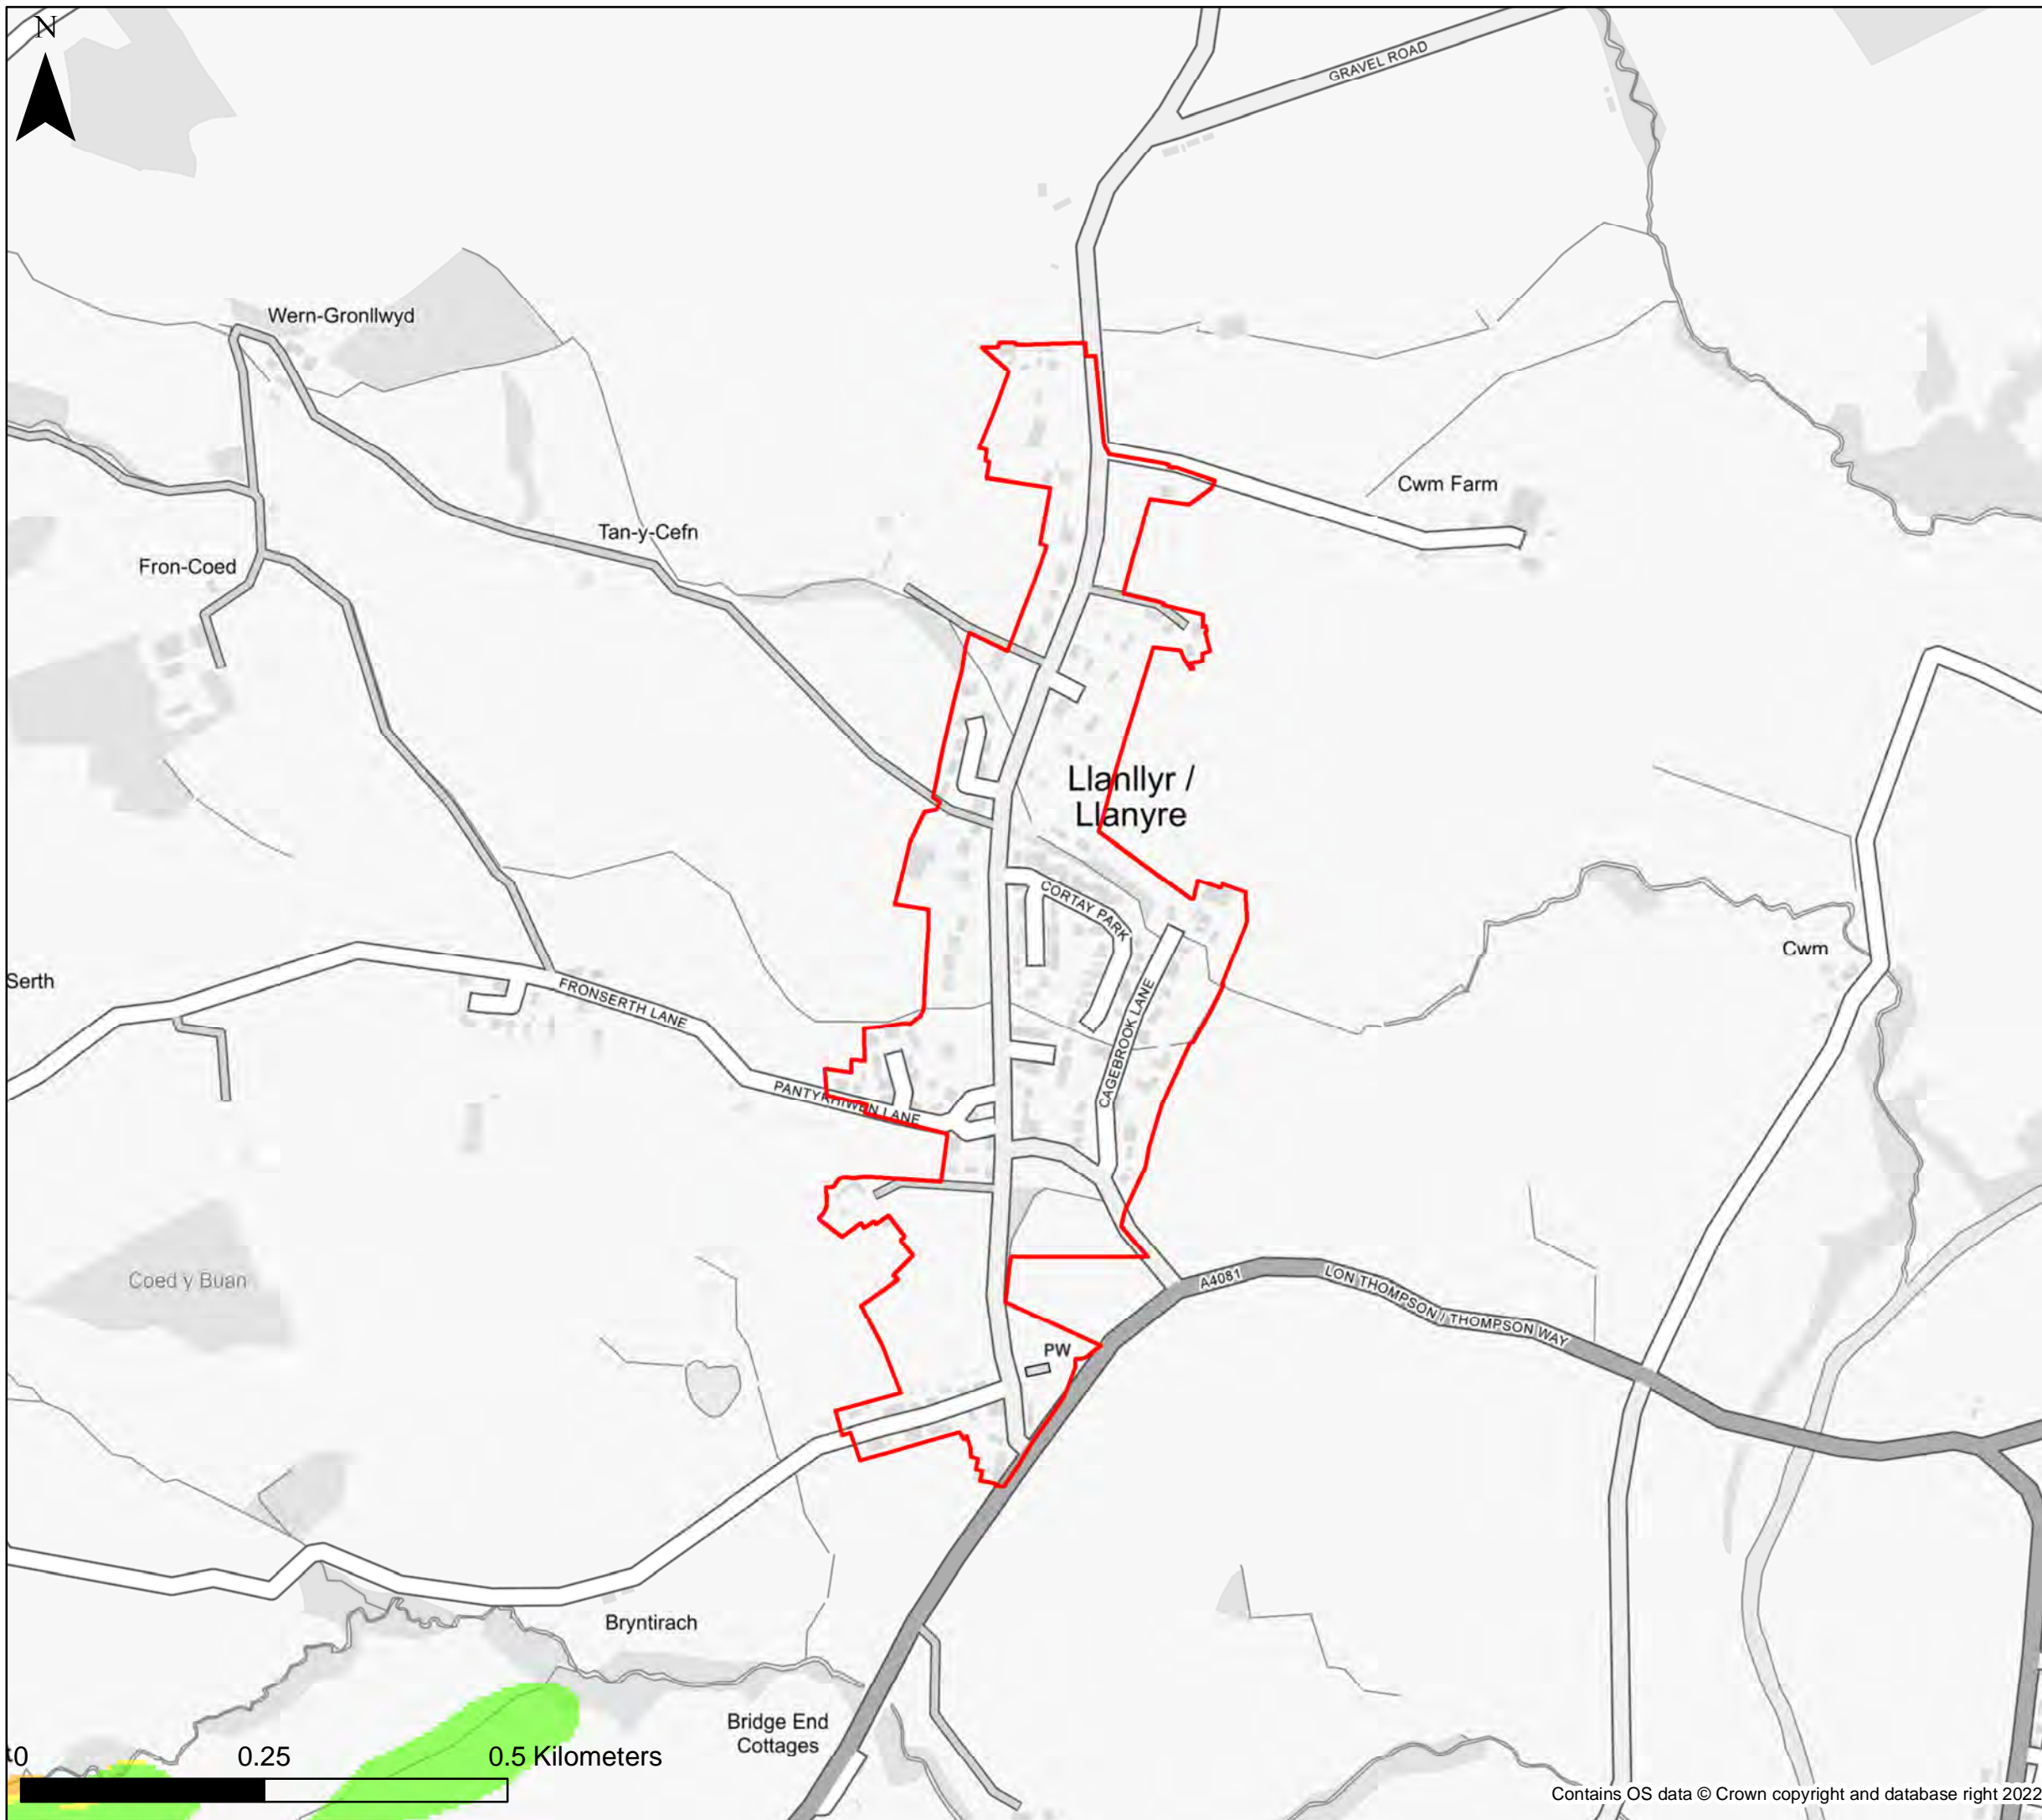 N
GRAVEL ROAD
Wern-Gronllwyd
Cwm Farm
Tan-y-Cefn
Fron-Coed
Llanllyr /
Llanyre
CORTAY PARK
Cwm
Serth
FRONSERTH LANE
CAGEBROOK LANE
PANTYRHIWEN LANE
Coed y Buan
A4081
LON THOMPSON / THOMPSON WAY
PW
Bryntirach
Bridge End
Cottages
0 0.25 0.5 Kilometers
Contains OS data © Crown copyright and database right 2022